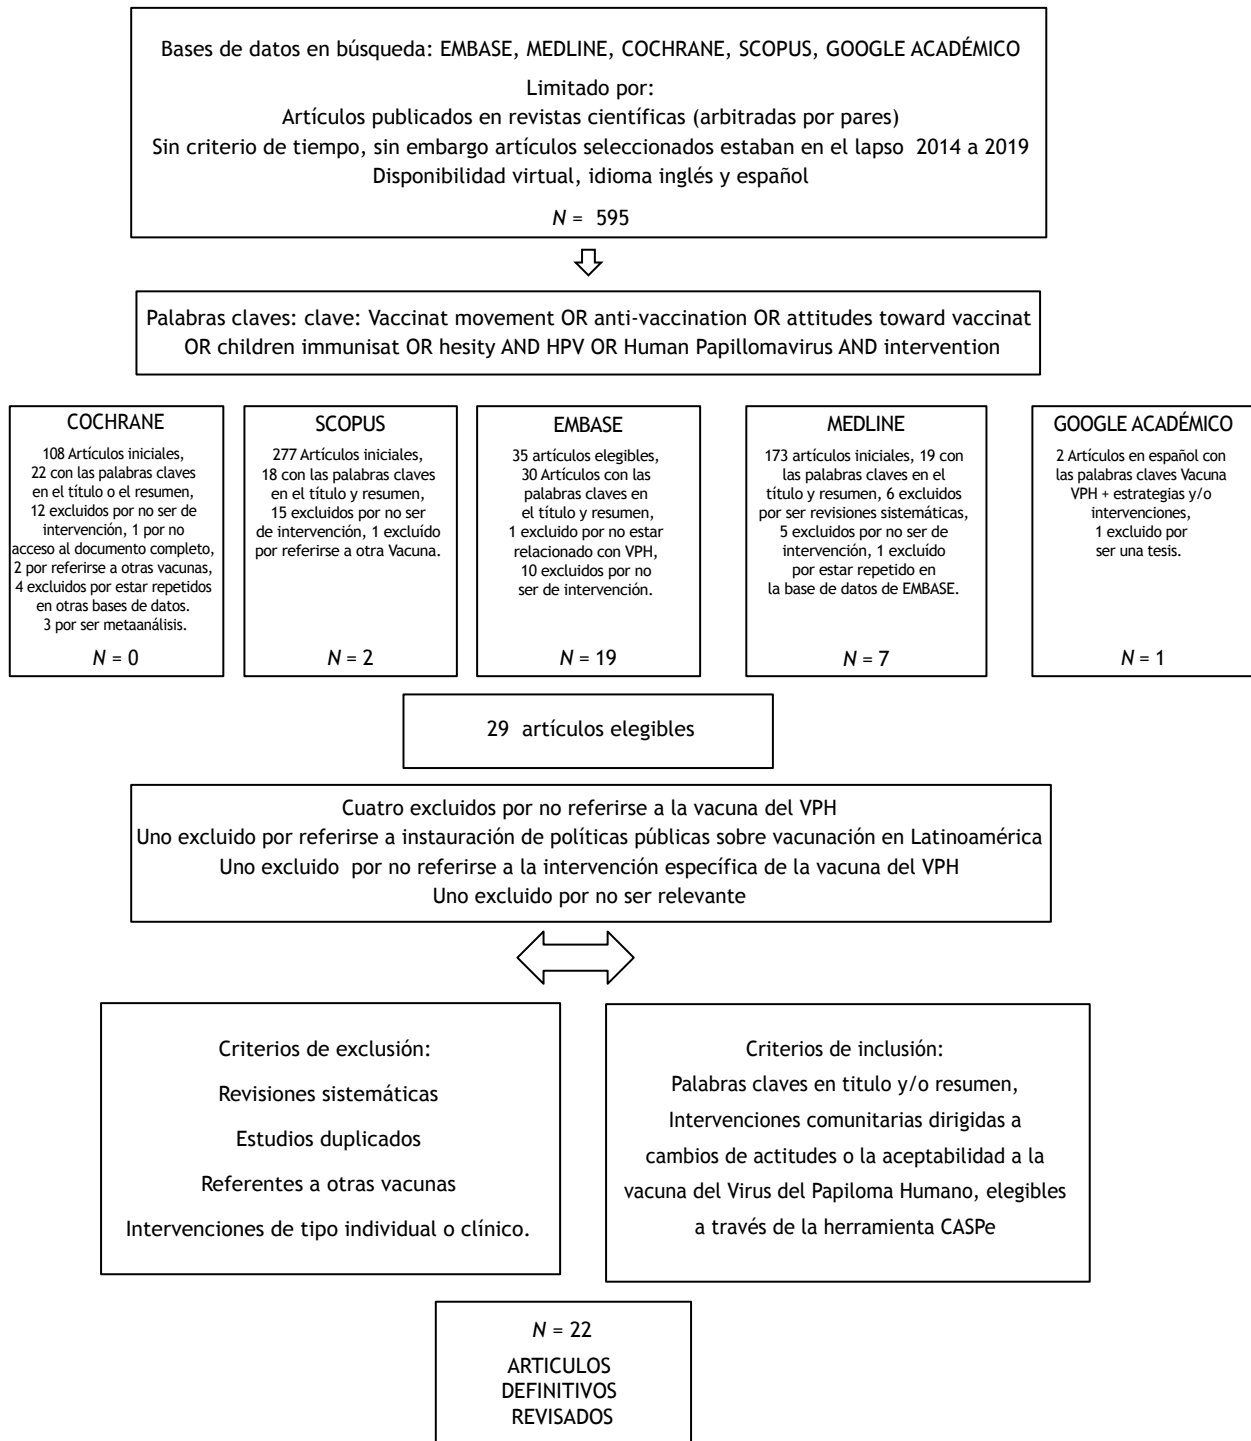 Bases de datos en búsqueda: EMBASE, MEDLINE, COCHRANE, SCOPUS, GOOGLE ACADÉMICO
Limitado por:
Artículos publicados en revistas científicas (arbitradas por pares)
Sin criterio de tiempo, sin embargo artículos seleccionados estaban en el lapso 2014 a 2019
Disponibilidad virtual, idioma inglés y español
N = 595
Palabras claves: clave: Vaccinat movement OR anti-vaccination OR attitudes toward vaccinat
OR children immunisat OR hesity AND HPV OR Human Papillomavirus AND intervention
COCHRANE
108 Artículos iniciales,
22 con las palabras claves
en el título o el resumen,
12 excluidos por no ser de
intervención, 1 por no
acceso al documento completo,
2 por referirse a otras vacunas,
4 excluidos por estar repetidos
en otras bases de datos.
3 por ser metaanálisis.
N = 0
SCOPUS
277 Artículos iniciales,
18 con las palabras claves
en el título y resumen,
15 excluidos por no ser
de intervención, 1 excluído
por referirse a otra Vacuna.
N = 2
EMBASE
35 artículos elegibles,
30 Artículos con las
palabras claves en
el título y resumen,
1 excluido por no estar
relacionado con VPH,
10 excluidos por no
ser de intervención.
N = 19
MEDLINE
173 artículos iniciales, 19 con
las palabras claves en el
título y resumen, 6 excluidos
por ser revisiones sistemáticas,
5 excluidos por no ser de
intervención, 1 excluído
por estar repetido en
la base de datos de EMBASE.
N = 7
GOOGLE ACADÉMICO
2 Artículos en español con
las palabras claves Vacuna
VPH + estrategias y/o
intervenciones,
1 excluido por
ser una tesis.
N = 1
29 artículos elegibles
Cuatro excluidos por no referirse a la vacuna del VPH
Uno excluido por referirse a instauración de políticas públicas sobre vacunación en Latinoamérica
Uno excluido por no referirse a la intervención específica de la vacuna del VPH
Uno excluido por no ser relevante
Criterios de exclusión:
Revisiones sistemáticas
Estudios duplicados
Referentes a otras vacunas
Intervenciones de tipo individual o clínico.
Criterios de inclusión:
Palabras claves en titulo y/o resumen,
Intervenciones comunitarias dirigidas a
cambios de actitudes o la aceptabilidad a la
vacuna del Virus del Papiloma Humano, elegibles
a través de la herramienta CASPe
N = 22
ARTICULOS
DEFINITIVOS
REVISADOS